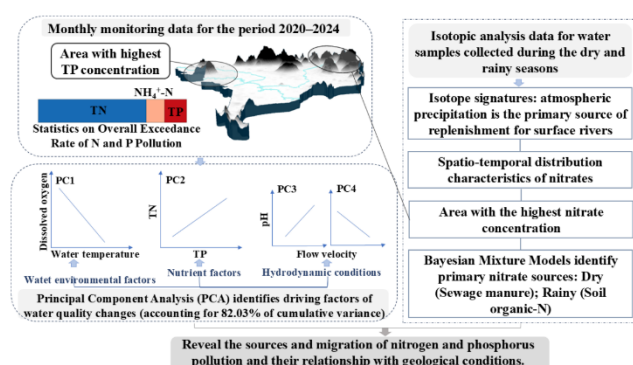 Monthly monitoring data for the period 2020–2024
Area with highest
TP concentration
NH₄⁺-N
TN
TP
Statistics on Overall Exceedance
Rate of N and P Pollution
PC1
Dissolved oxygen
Water temperature
PC2
TN
TP
PC3
PC4
pH
Flow velocity
Watet environmental factors
Nutrient factors
Hydrodynamic conditions
Principal Component Analysis (PCA) identifies driving factors of
water quality changes (accounting for 82.03% of cumulative variance)
Isotopic analysis data for water
samples collected during the dry and
rainy seasons
Isotope signatures: atmospheric
precipitation is the primary source of
replenishment for surface rivers
Spatio-temporal distribution
characteristics of nitrates
Area with the highest nitrate
concentration
Bayesian Mixture Models identify
primary nitrate sources: Dry
(Sewage manure); Rainy (Soil
organic-N)
Reveal the sources and migration of nitrogen and phosphorus
pollution and their relationship with geological conditions.